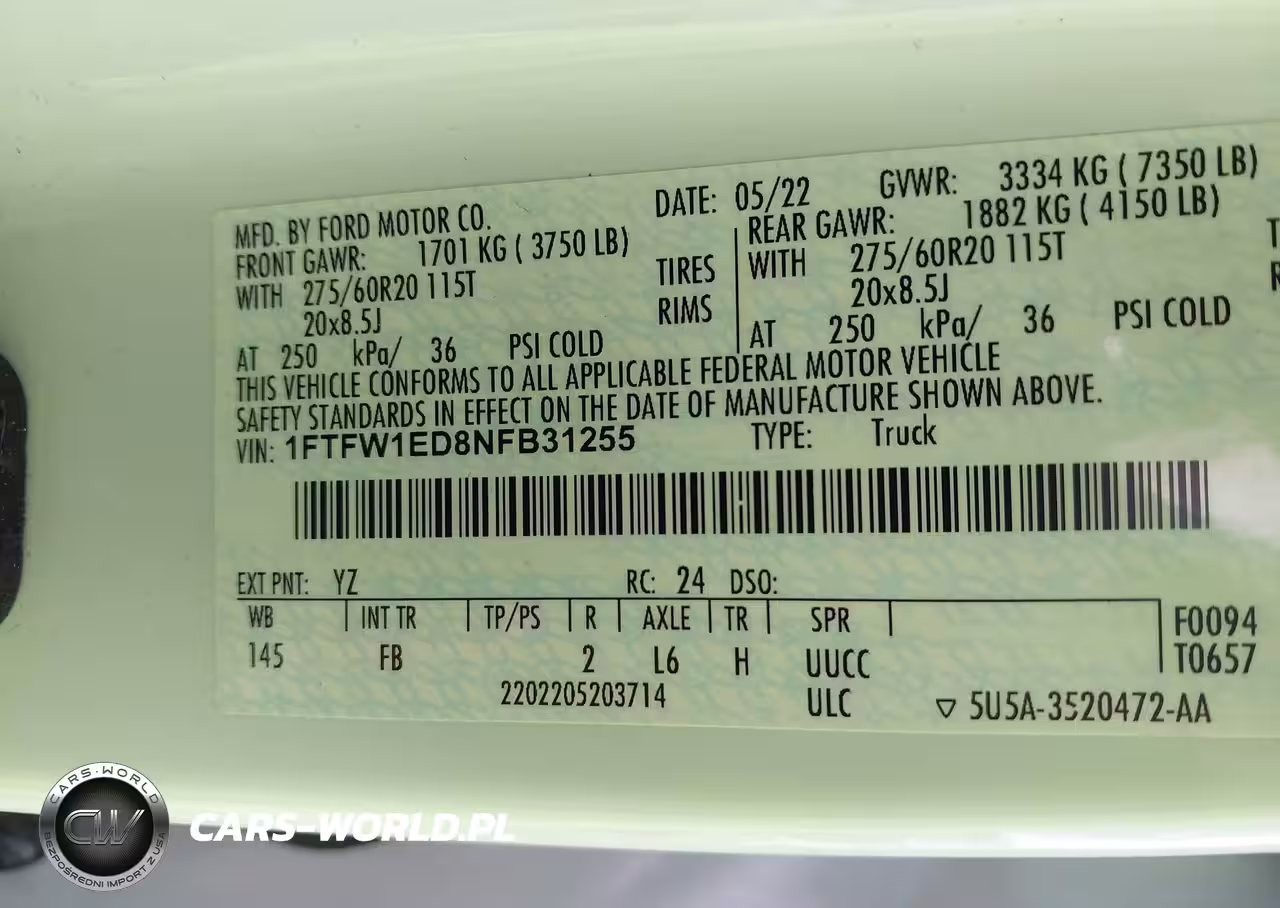 MFD. BY FORD MOTOR CO. DATE: 05/22 GVWR: 3334 KG ( 7350 LB)
FRONT GAWR: 1701 KG ( 3750 LB) REAR GAWR: 1882 KG ( 4150 LB)
WITH 275/60R20 115T TIRES WITH 275/60R20 115T
20x8.5J RIMS 20x8.5J
AT 250 kPa/ 36 PSI COLD AT 250 kPa/ 36 PSI COLD
THIS VEHICLE CONFORMS TO ALL APPLICABLE FEDERAL MOTOR VEHICLE
SAFETY STANDARDS IN EFFECT ON THE DATE OF MANUFACTURE SHOWN ABOVE.
VIN: 1FTFW1ED8NFB31255 TYPE: Truck
EXT PNT: YZ RC: 24 DSO:
WB INT TR TP/PS R AXLE TR SPR F0094
145 FB 2 L6 H UUCC T0657
2202205203714 ULC ▽ 5U5A-3520472-AA
CARS-WORLD
CW
BEZPOŚREDNI IMPORT Z USA
CARS-WORLD.PL